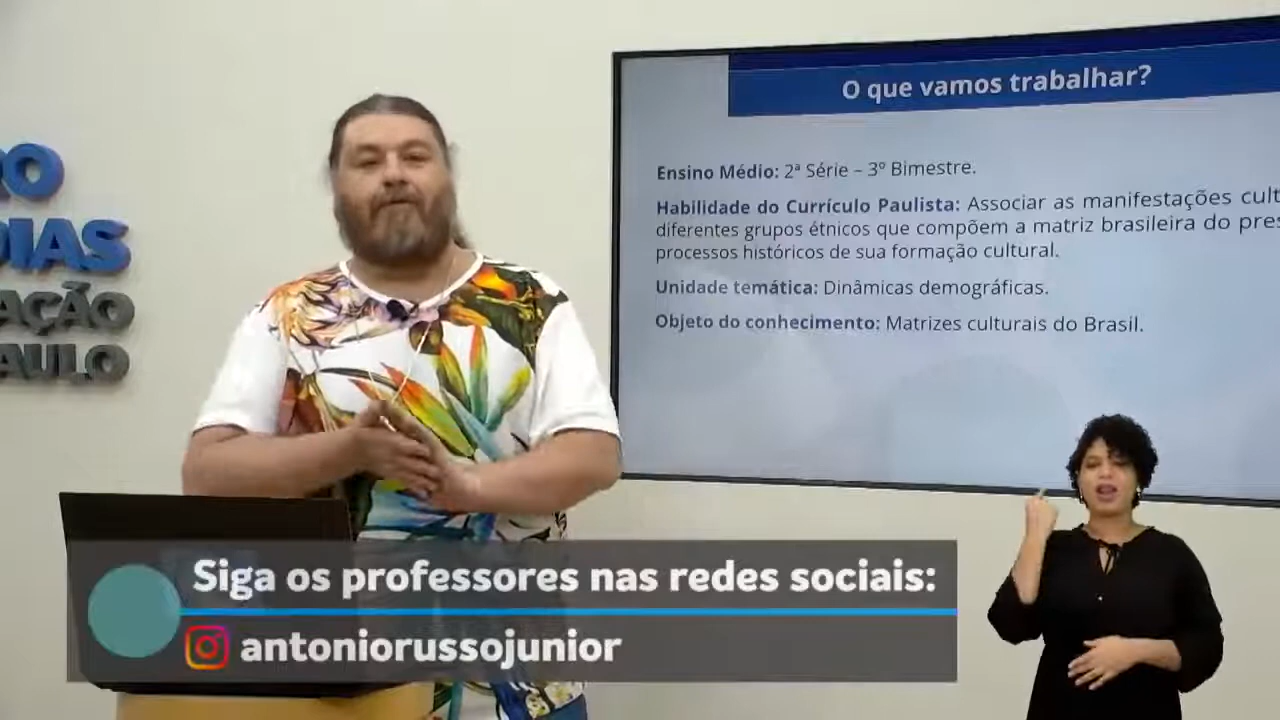 RO
DIAS
AÇÃO
AULO
O que vamos trabalhar?
Ensino Médio: 2ª Série – 3º Bimestre.
Habilidade do Currículo Paulista: Associar as manifestações cult
diferentes grupos étnicos que compõem a matriz brasileira do pres
processos históricos de sua formação cultural.
Unidade temática: Dinâmicas demográficas.
Objeto do conhecimento: Matrizes culturais do Brasil.
Siga os professores nas redes sociais:
antoniorussojunior